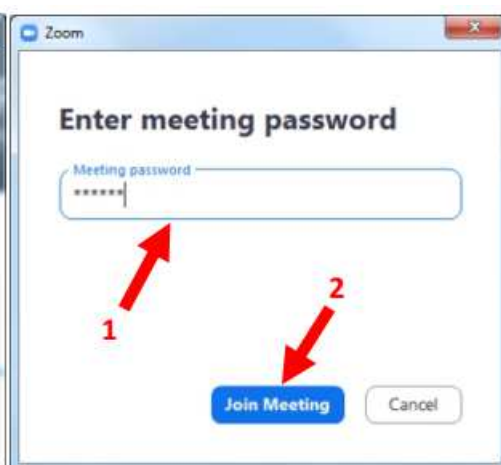 Zoom
Enter meeting password
Meeting password
******
1
2
Join Meeting
Cancel